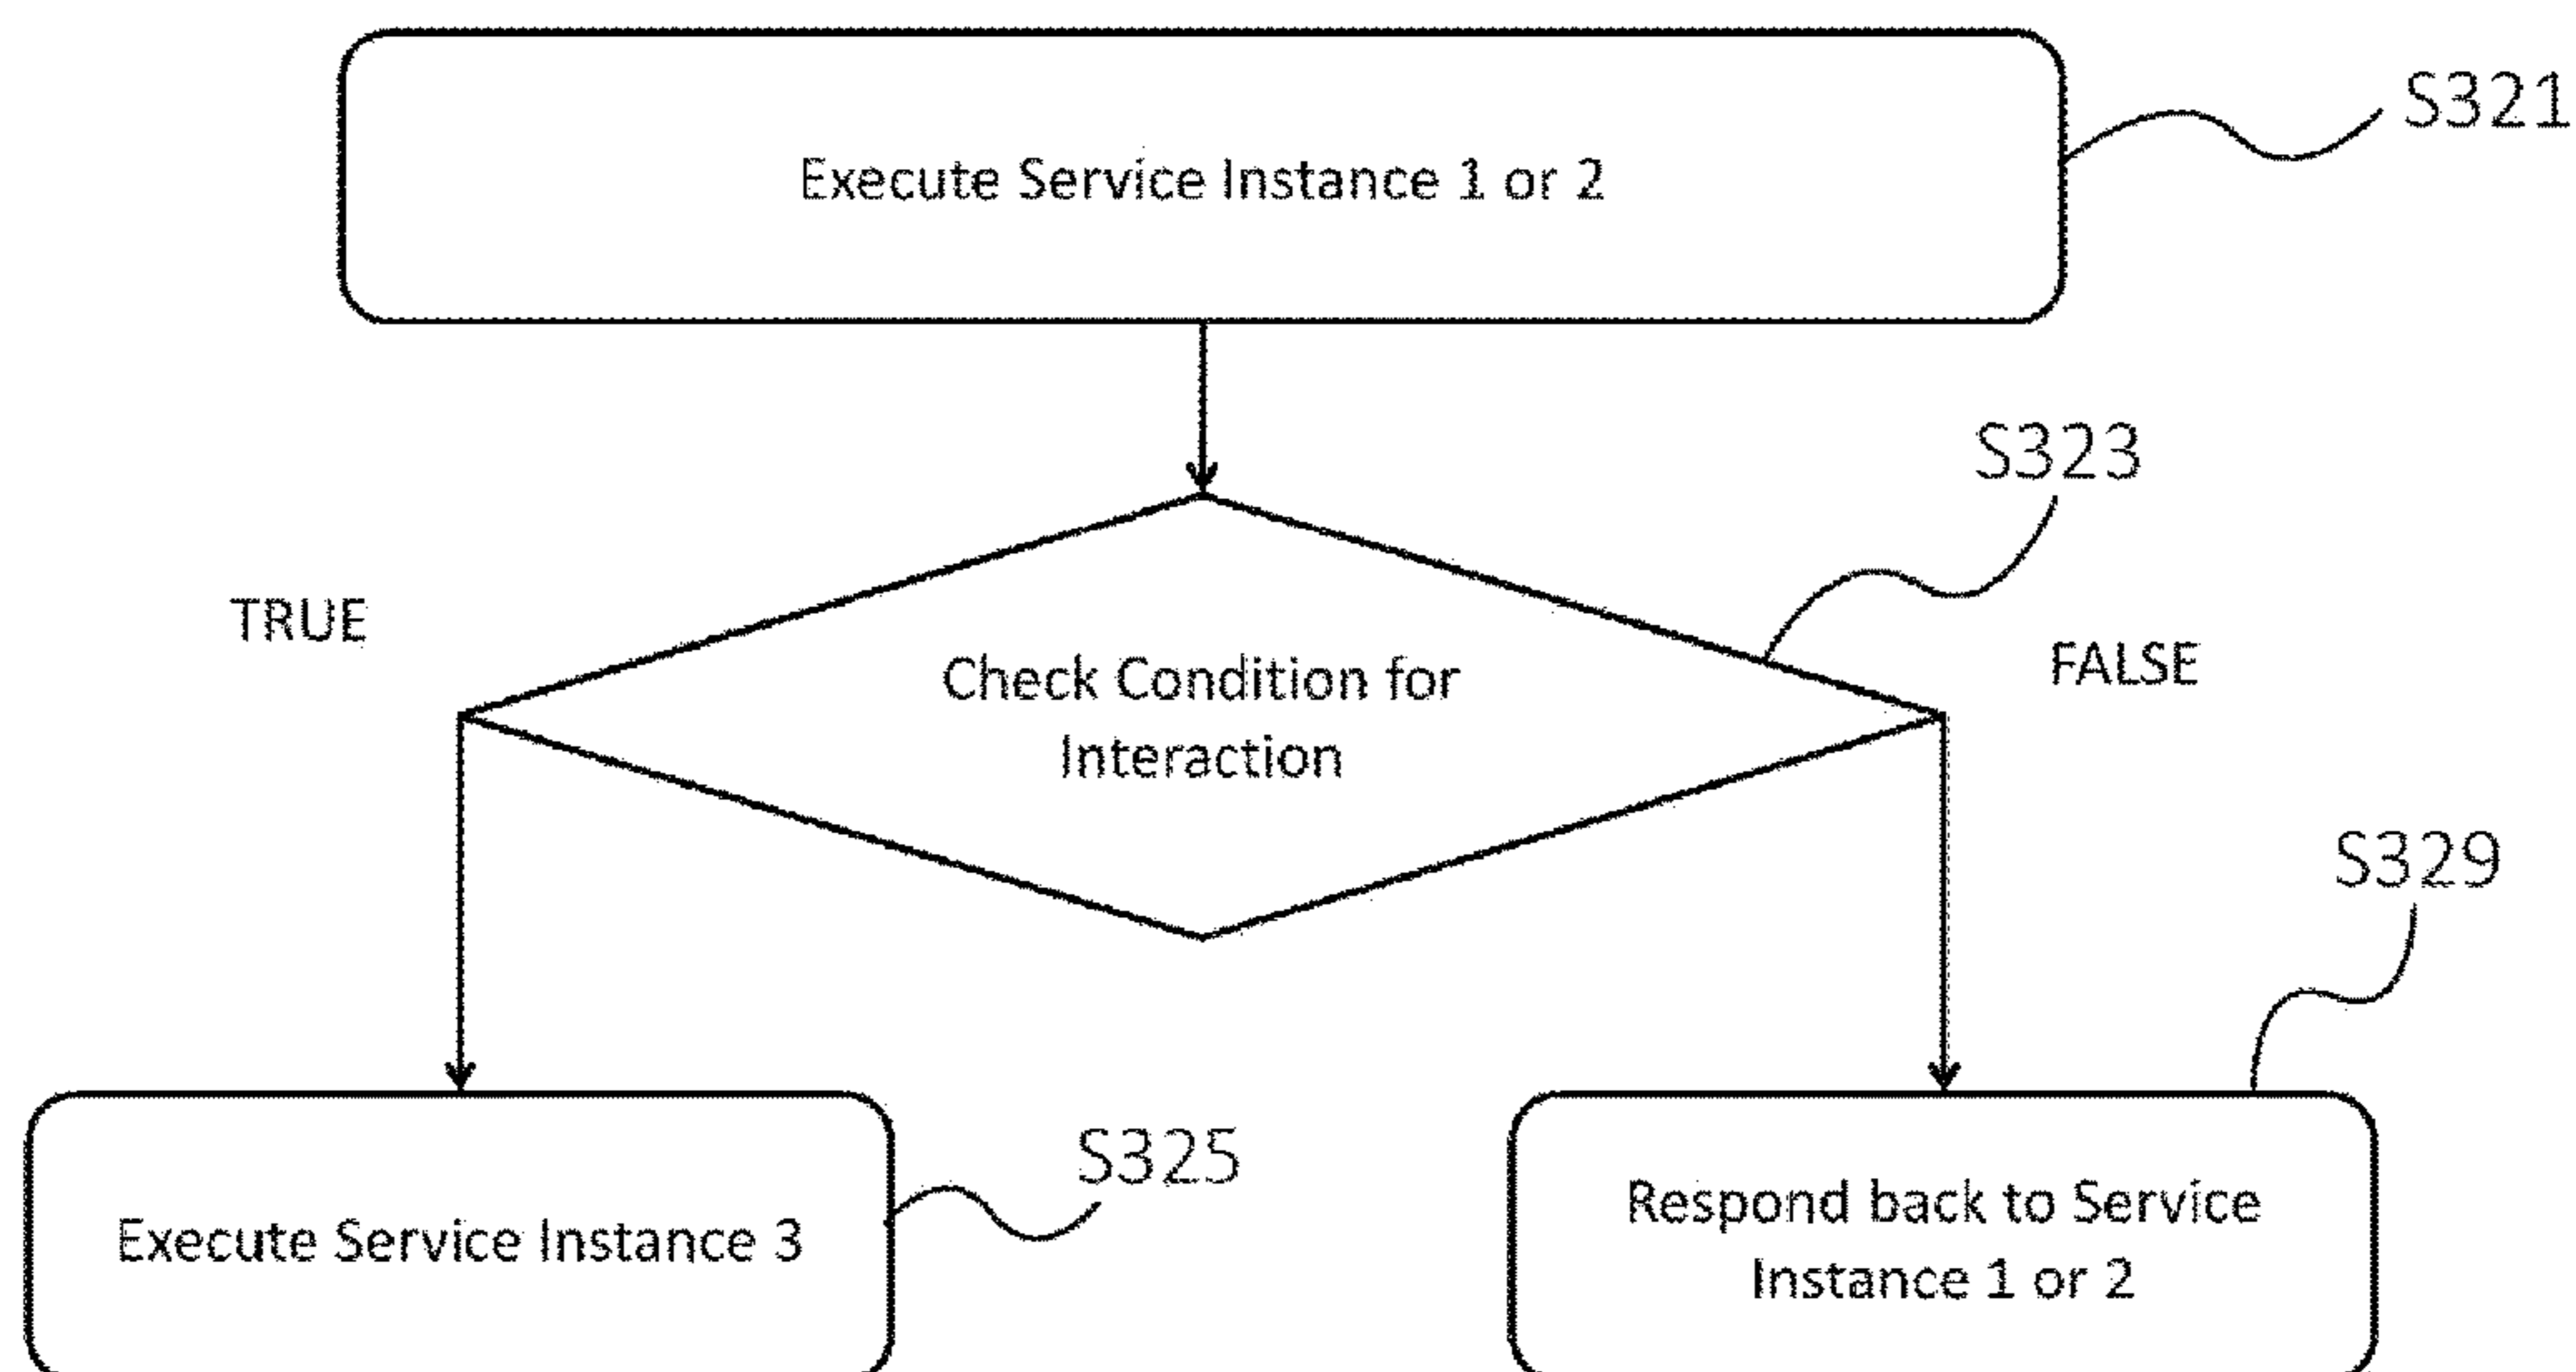 S321
Execute Service Instance 1 or 2
S323
TRUE
FALSE
Check Condition for
Interaction
S329
S325
Execute Service Instance 3
Respond back to Service
Instance 1 or 2